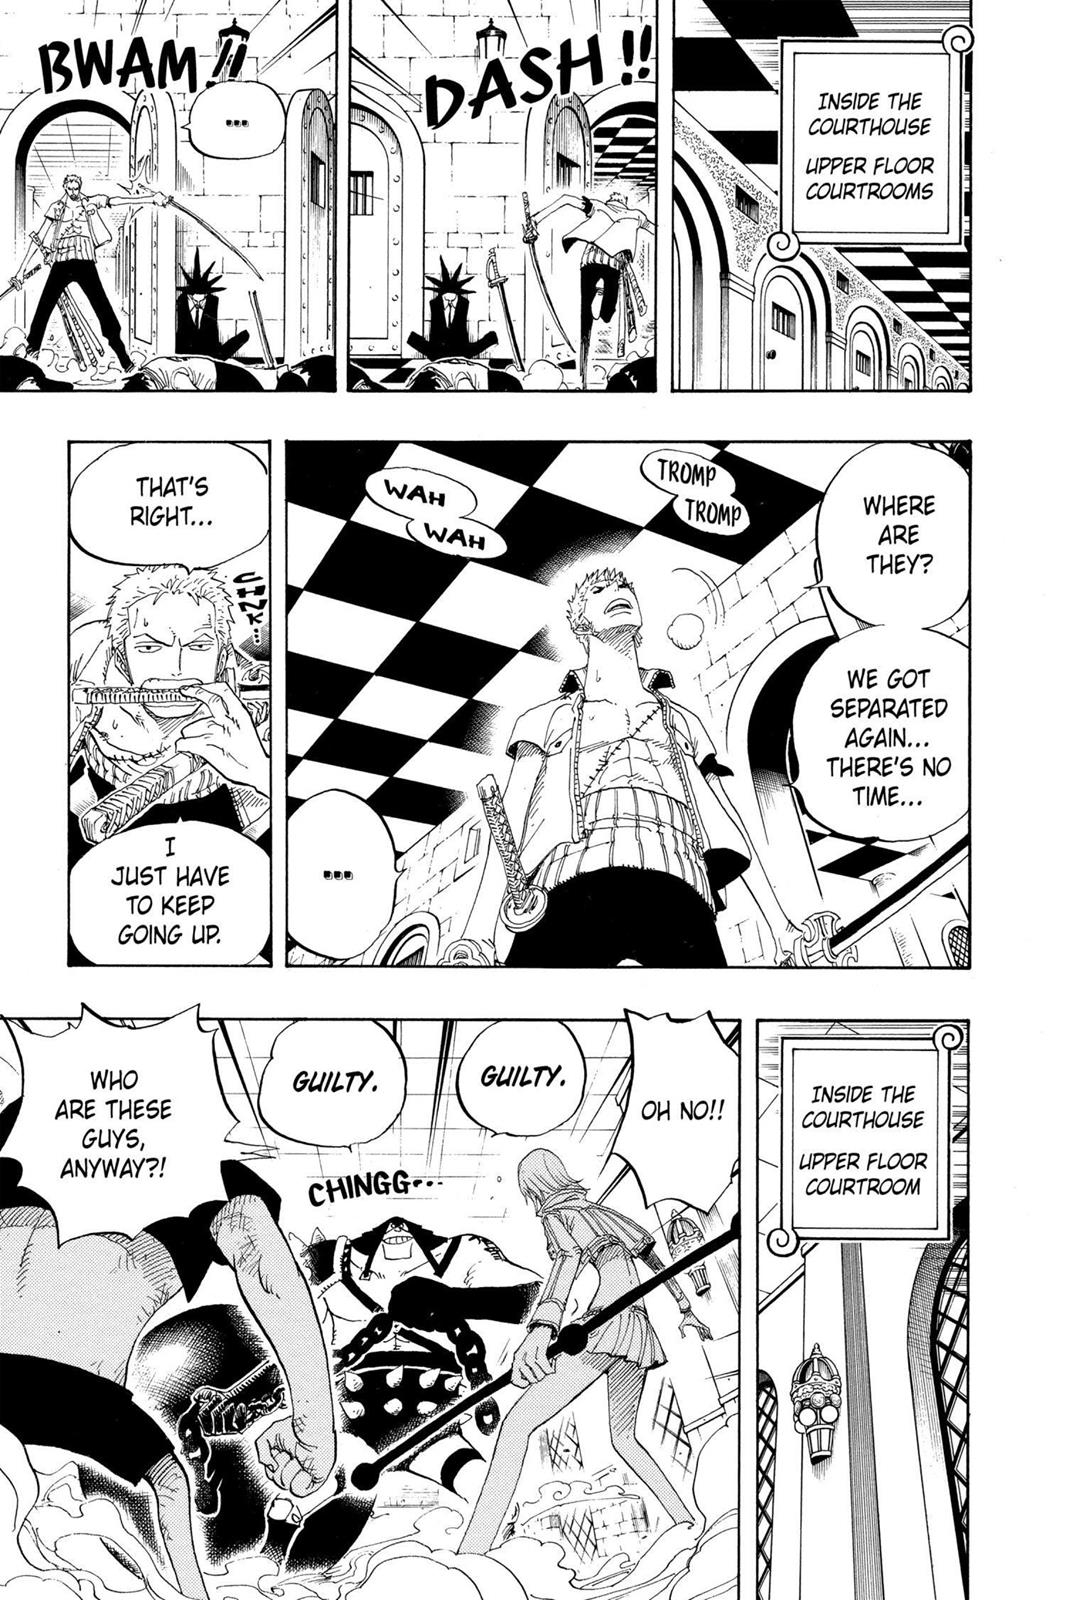 INSIDE THE
COURTHOUSE
UPPER FLOOR
COURTROOMS
DASH!!
BWAM!!
...
WHERE
ARE
THEY?
WE GOT
SEPARATED
AGAIN...
THERE'S NO
TIME...
TROMP
TROMP
WAH
WAH
...
THAT'S
RIGHT...
CHNK...
I
JUST HAVE
TO KEEP
GOING UP.
INSIDE THE
COURTHOUSE
UPPER FLOOR
COURTROOM
OH NO!!
GUILTY.
GUILTY.
CHINGG...
WHO
ARE THESE
GUYS,
ANYWAY?!